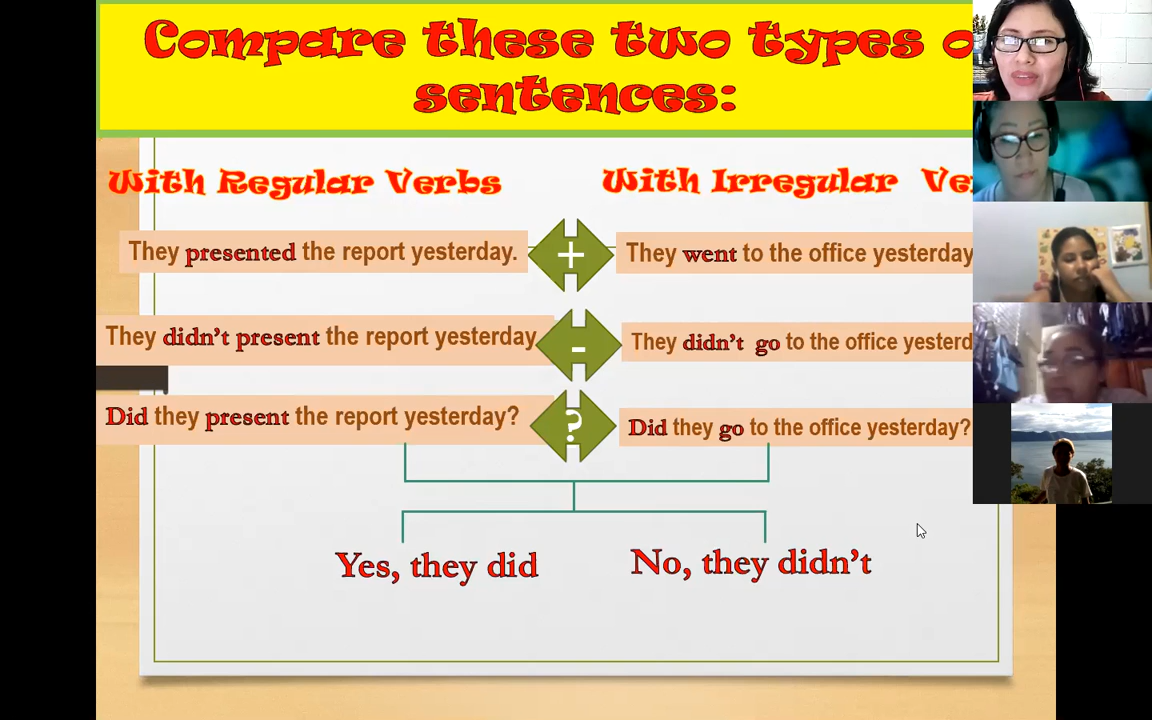 Compare these two types o
sentences:
With Regular Verbs
With Irregular Ve
They presented the report yesterday.
+
They went to the office yesterday
They didn't present the report yesterday
-
They didn't go to the office yesterd
Did they present the report yesterday?
?
Did they go to the office yesterday?
Yes, they did
No, they didn't